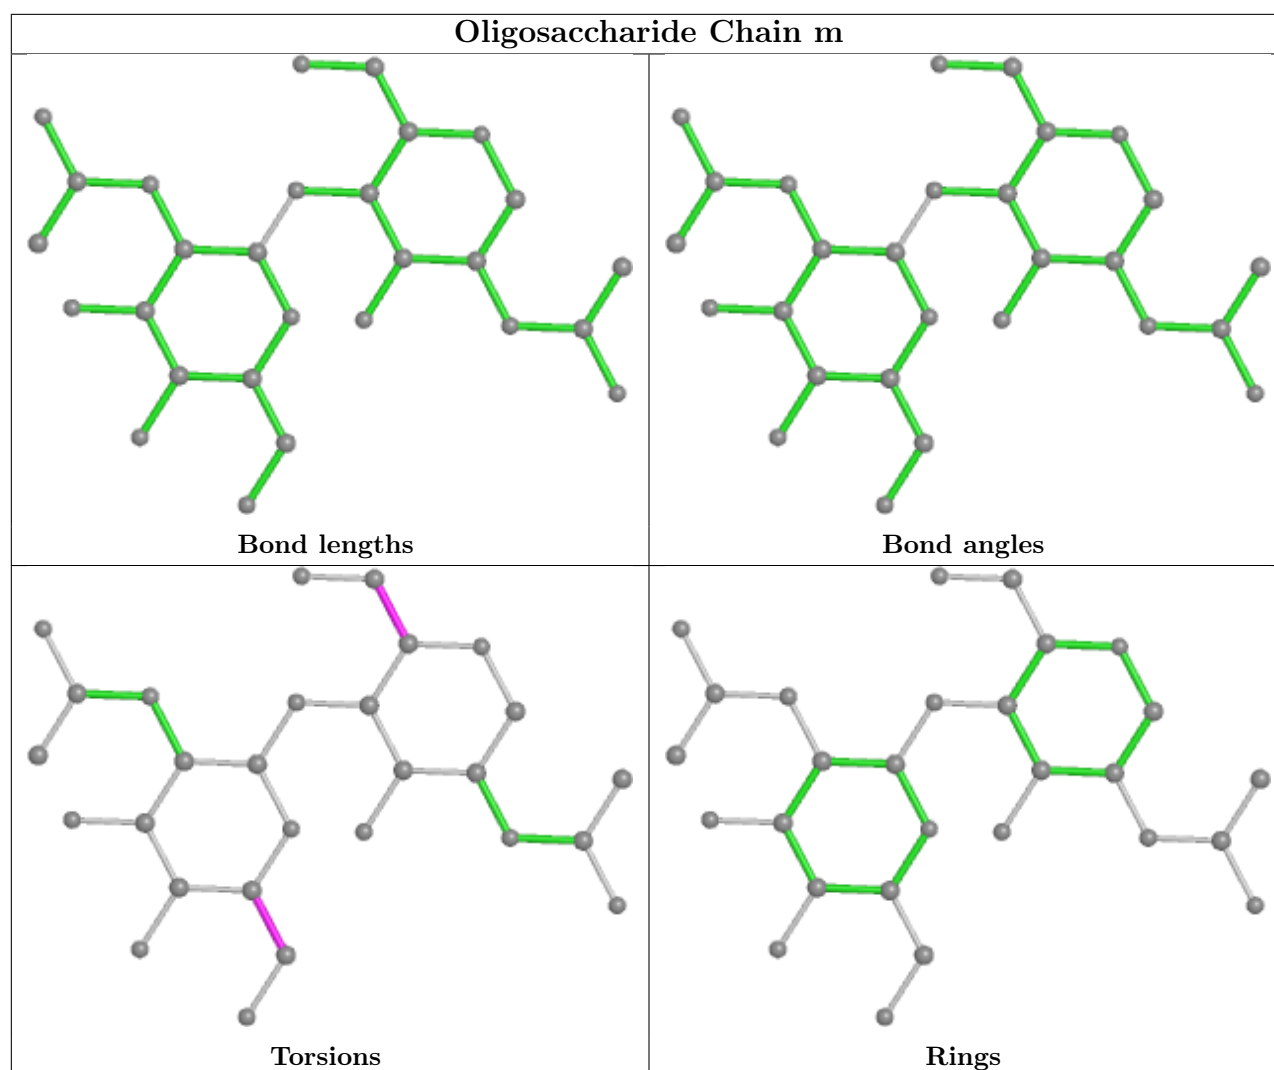 Oligosaccharide Chain m
Bond lengths
Bond angles
Torsions
Rings